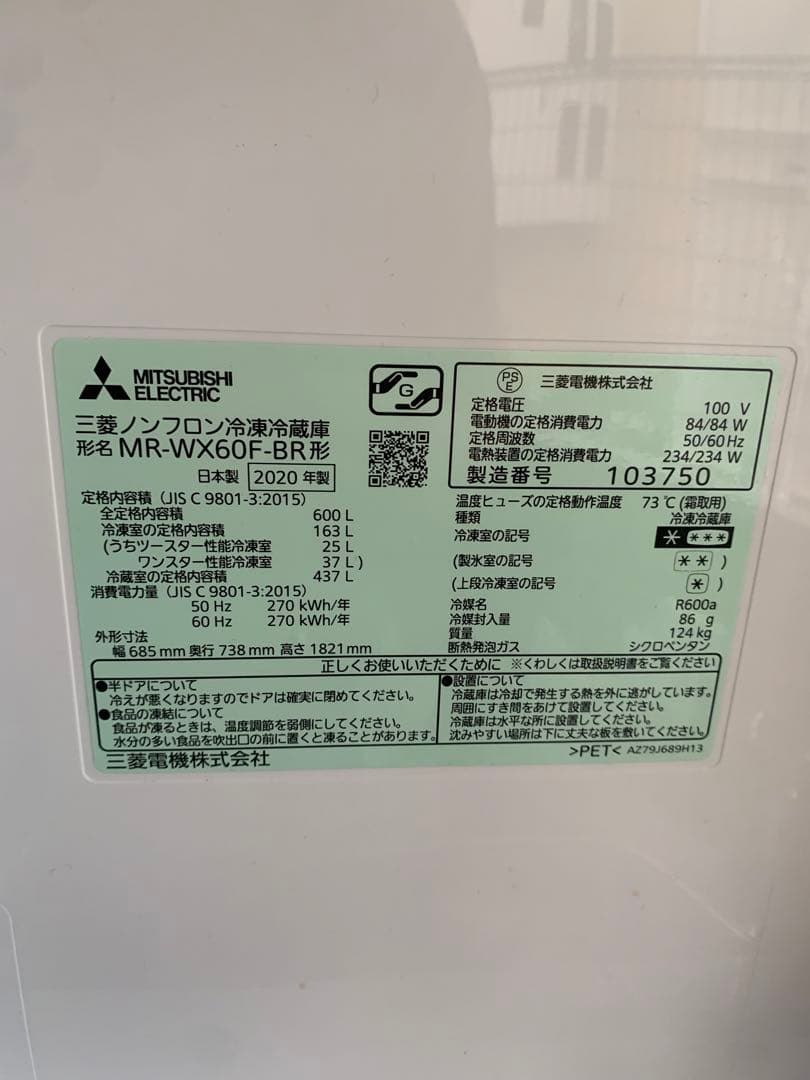 MITSUBISHI
ELECTRIC
三菱ノンフロン冷凍冷蔵庫
形名 MR-WX60F-BR形
日本製 2020 年製
定格内容積（JIS C 9801-3:2015）
全定格内容積 600 L
冷凍室の定格内容積 163 L
(うちツースター性能冷凍室 25 L
ワンスター性能冷凍室 37 L )
冷蔵室の定格内容積 437 L
消費電力量（JIS C 9801-3:2015）
50 Hz 270 kWh/年
60 Hz 270 kWh/年
外形寸法
幅 685 mm 奥行 738 mm 高さ 1821 mm
G
PS
E
三菱電機株式会社
定格電圧 100 V
電動機の定格消費電力 84/84 W
定格周波数 50/60 Hz
電熱装置の定格消費電力 234/234 W
製造番号 103750
温度ヒューズの定格動作温度 73 ℃ (霜取用)
種類 冷凍冷蔵庫
冷凍室の記号 * ***
(製氷室の記号 ** )
(上段冷凍室の記号 * )
冷媒名 R600a
冷媒封入量 86 g
質量 124 kg
断熱発泡ガス シクロペンタン
正しくお使いいただくために ※くわしくは取扱説明書をご覧ください
●半ドアについて
冷えが悪くなりますのでドアは確実に閉めてください。
●食品の凍結について
食品が凍るときは、温度調節を弱側にしてください。
水分の多い食品を吹出口の前に置くと凍ることがあります。
●設置について
冷蔵庫は冷却で発生する熱を外に逃がしています。
周囲にすき間をあけて設置してください。
冷蔵庫は水平な所に設置してください。
沈みやすい場所は下に丈夫な板を敷いてください。
三菱電機株式会社
>PET< AZ79J689H13